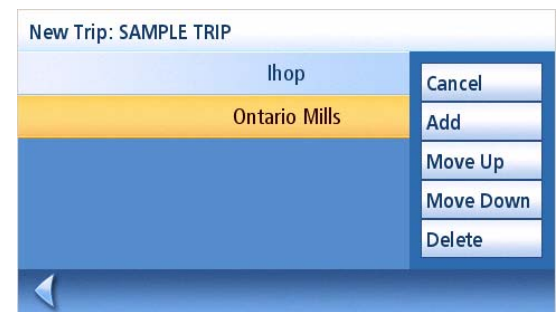 New Trip: SAMPLE TRIP
Ihop
Ontario Mills
Cancel
Add
Move Up
Move Down
Delete